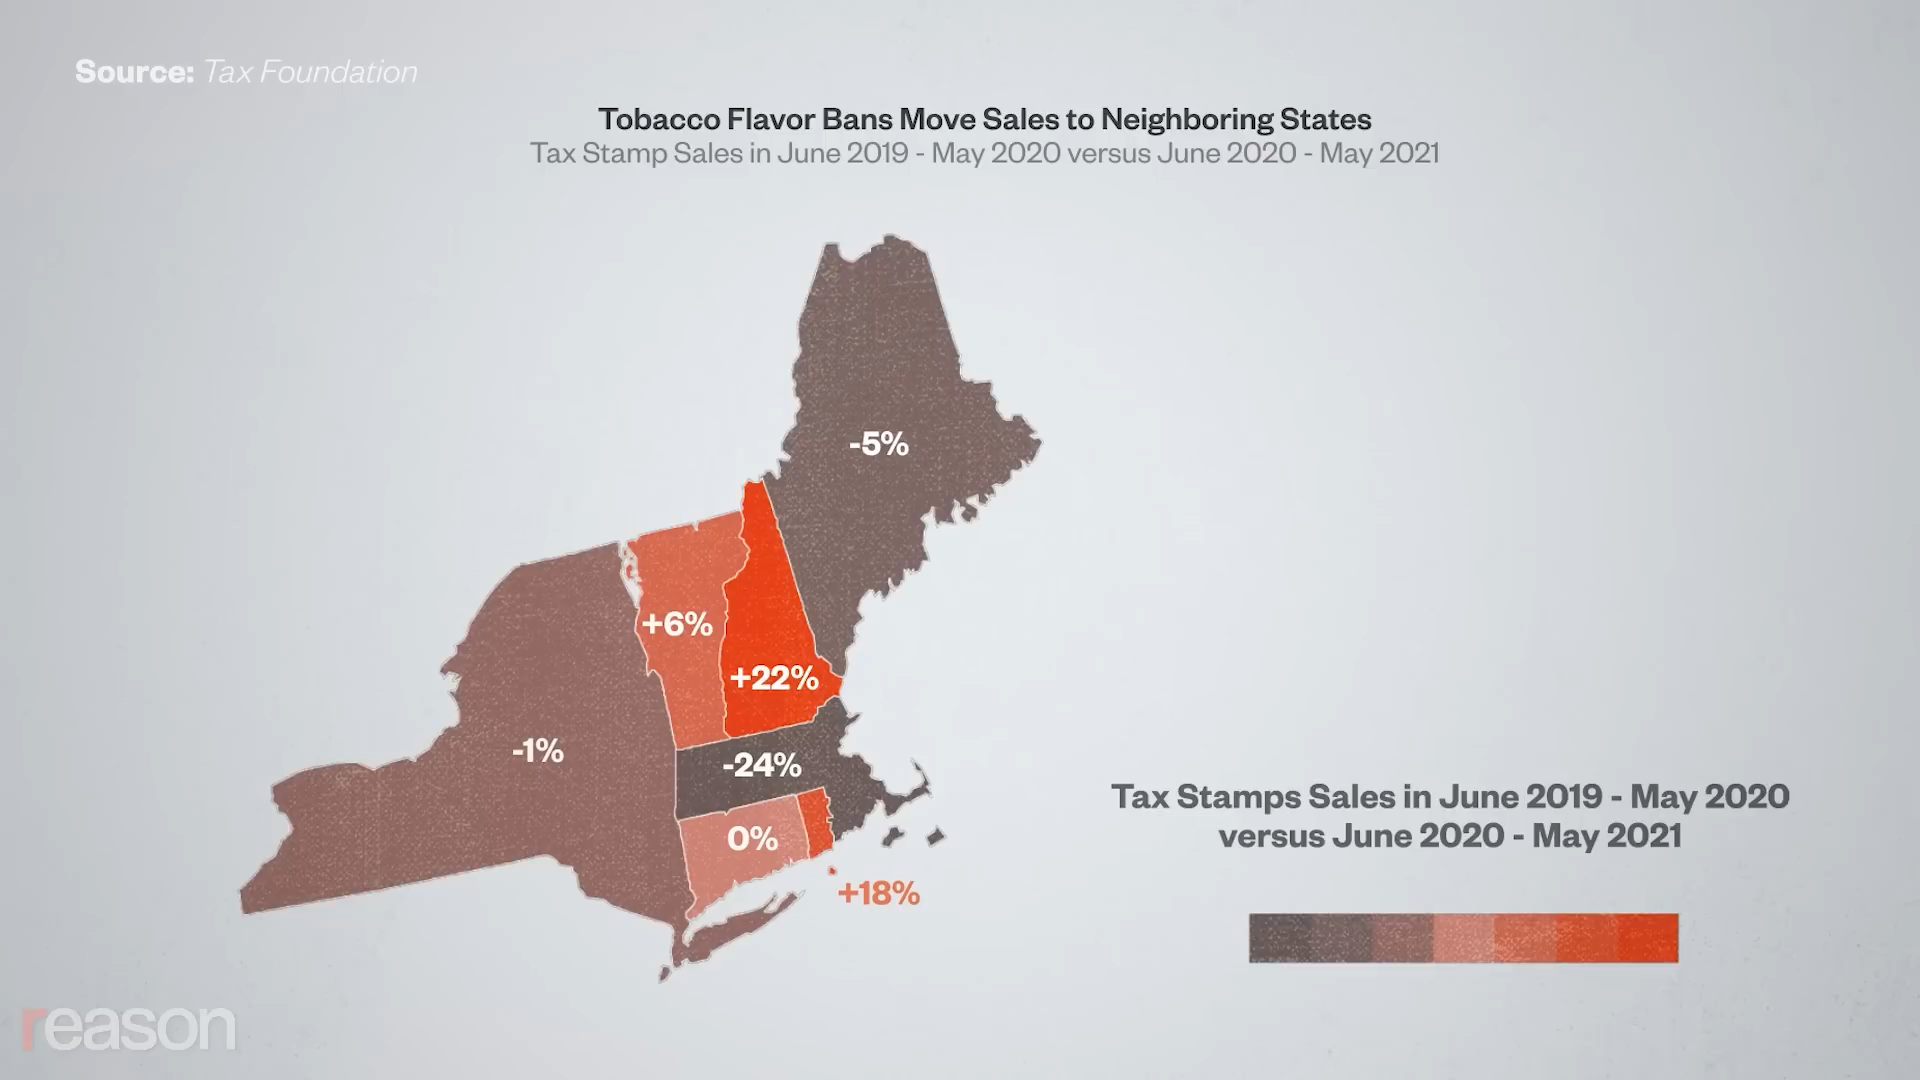 Source: Tax Foundation
Tobacco Flavor Bans Move Sales to Neighboring States
Tax Stamp Sales in June 2019 - May 2020 versus June 2020 - May 2021
-5%
+6%
+22%
-1%
-24%
0%
+18%
Tax Stamps Sales in June 2019 - May 2020
versus June 2020 - May 2021
reason